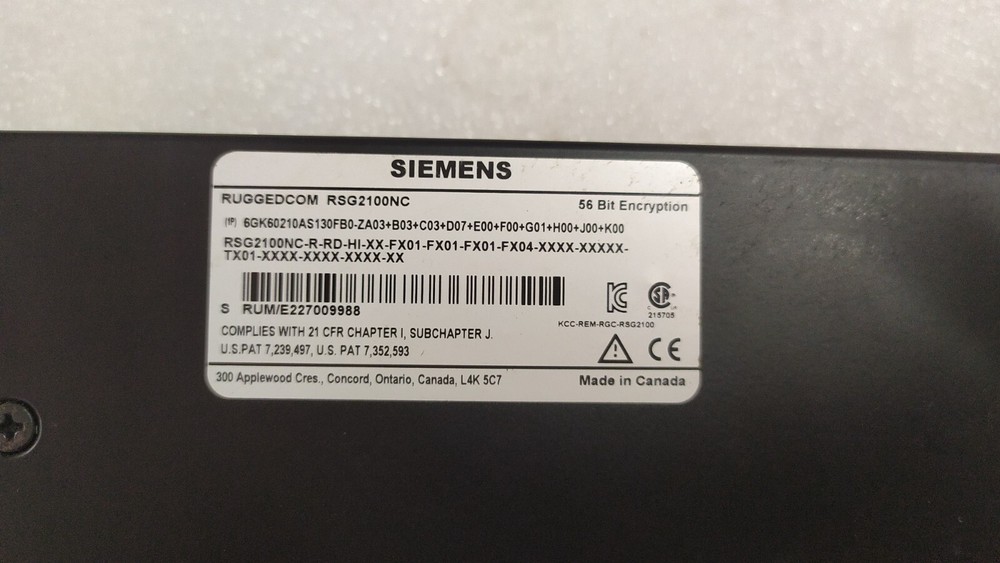 SIEMENS
RUGGEDCOM RSG2100NC
56 Bit Encryption
(1P) 6GK60210AS130FB0-ZA03+B03+C03+D07+E00+F00+G01+H00+J00+K00
RSG2100NC-R-RD-HI-XX-FX01-FX01-FX01-FX04-XXXX-XXXXX-
TX01-XXXX-XXXX-XXXX-XX
S RUM/E227009988
215705
KCC-REM-RGC-RSG2100
COMPLIES WITH 21 CFR CHAPTER I, SUBCHAPTER J.
U.S.PAT 7,239,497, U.S. PAT 7,352,593
CE
300 Applewood Cres., Concord, Ontario, Canada, L4K 5C7
Made in Canada